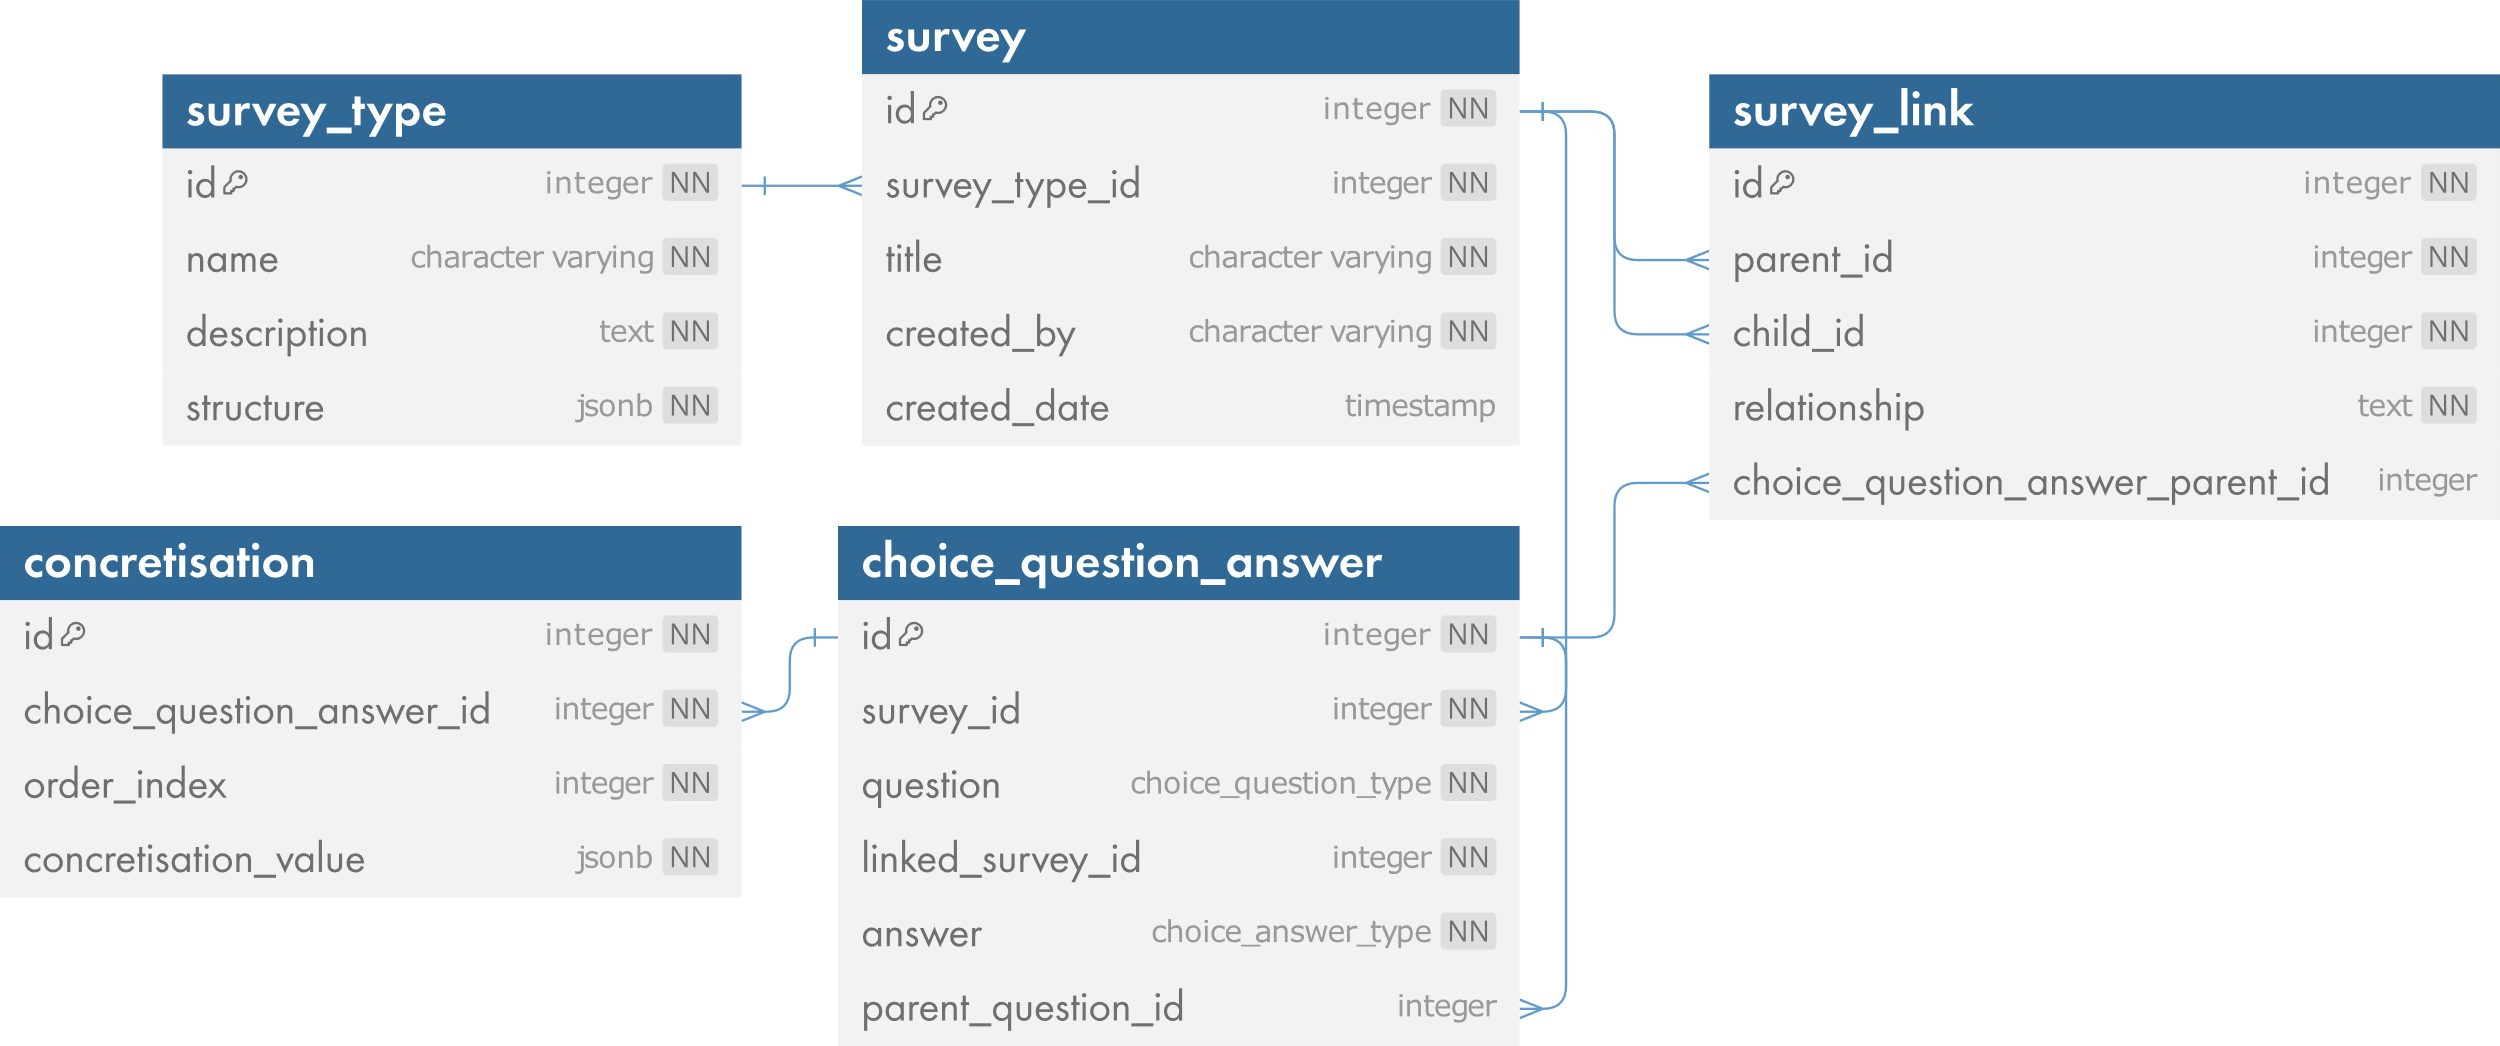 survey_type
id integer NN
name character varying NN
description text NN
structure jsonb NN
survey
id integer NN
survey_type_id integer NN
title character varying NN
created_by character varying NN
created_date timestamp
survey_link
id integer NN
parent_id integer NN
child_id integer NN
relationship text NN
choice_question_answer_parent_id integer
concretisation
id integer NN
choice_question_answer_id integer NN
order_index integer NN
concretisation_value jsonb NN
choice_question_answer
id integer NN
survey_id integer NN
question choice_question_type NN
linked_survey_id integer NN
answer choice_answer_type NN
parent_question_id integer